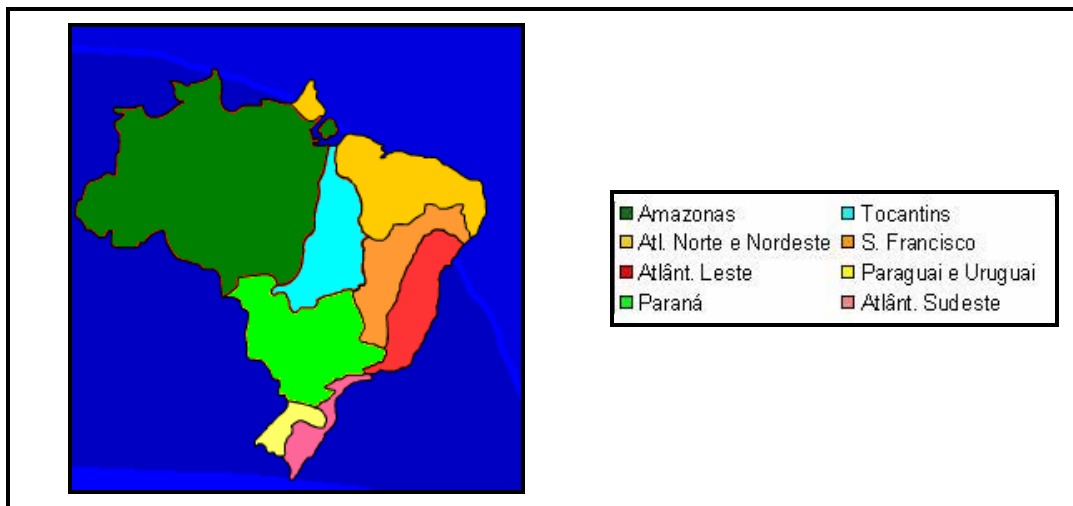 Amazonas
Tocantins
Atl. Norte e Nordeste
S. Francisco
Atlânt. Leste
Paraguai e Uruguai
Paraná
Atlânt. Sudeste